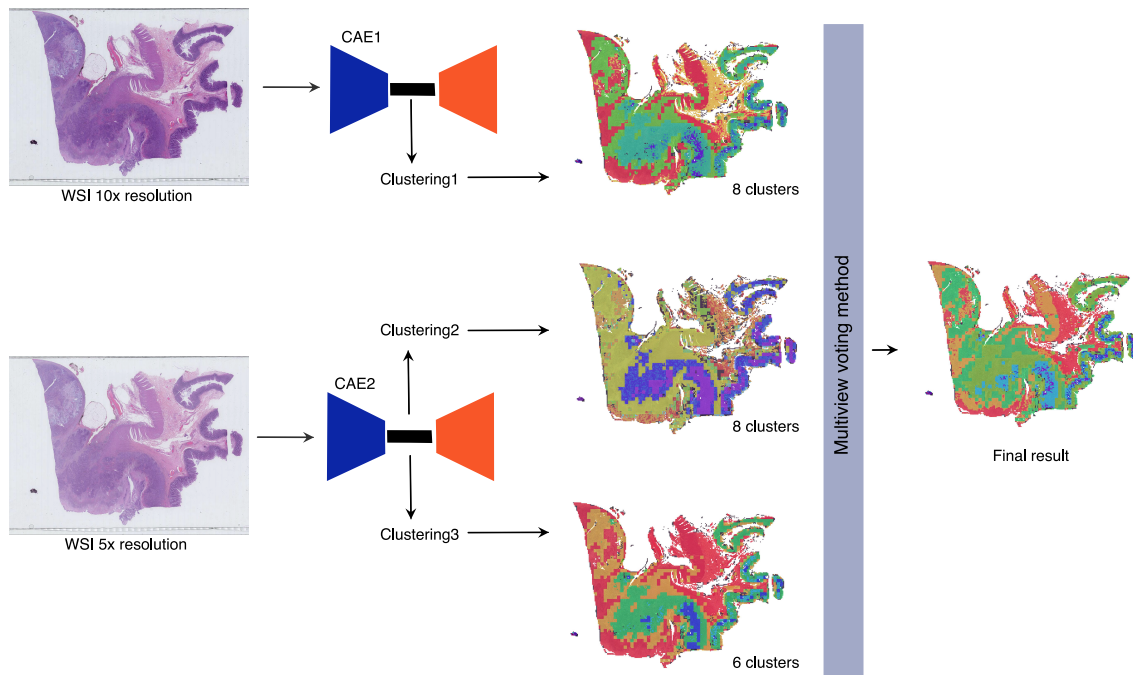 CAE1
Clustering1
WSI 10x resolution
8 clusters
Clustering2
CAE2
8 clusters
Multiview voting method
Final result
Clustering3
WSI 5x resolution
6 clusters